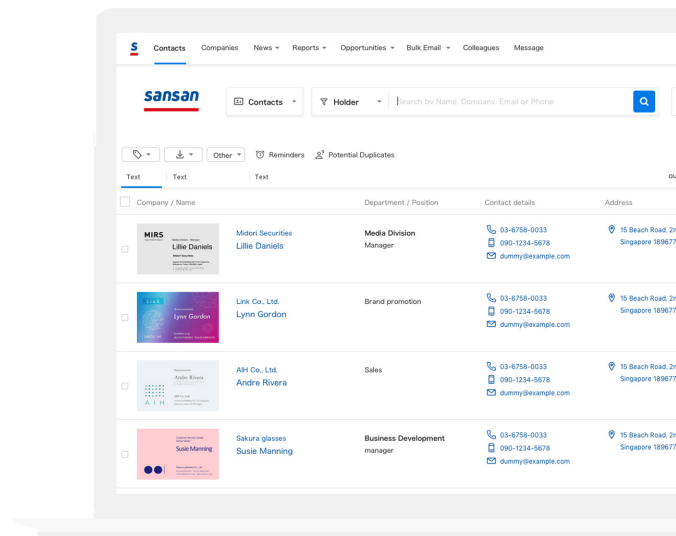 S Contacts Companies News Reports Opportunities Bulk Email Colleagues Message
sansan Contacts Holder Search by Name, Company, Email or Phone
Other Reminders Potential Duplicates
Text Text Text
Company / Name Department / Position Contact details Address
MIRS
Lillie Daniels
Midori Securities
Lillie Daniels
Media Division
Manager
03-6758-0033
090-1234-5678
dummy@example.com
15 Beach Road, 2n
Singapore 189677
LINK
Lynn Gordon
Link Co., Ltd.
Lynn Gordon
Brand promotion
03-6758-0033
090-1234-5678
dummy@example.com
15 Beach Road, 2n
Singapore 189677
Andre Rivera
AIH
AIH Co., Ltd.
Andre Rivera
Sales
03-6758-0033
090-1234-5678
dummy@example.com
15 Beach Road, 2n
Singapore 189677
Susie Manning
Sakura glasses
Susie Manning
Business Development
manager
03-6758-0033
090-1234-5678
dummy@example.com
15 Beach Road, 2n
Singapore 189677